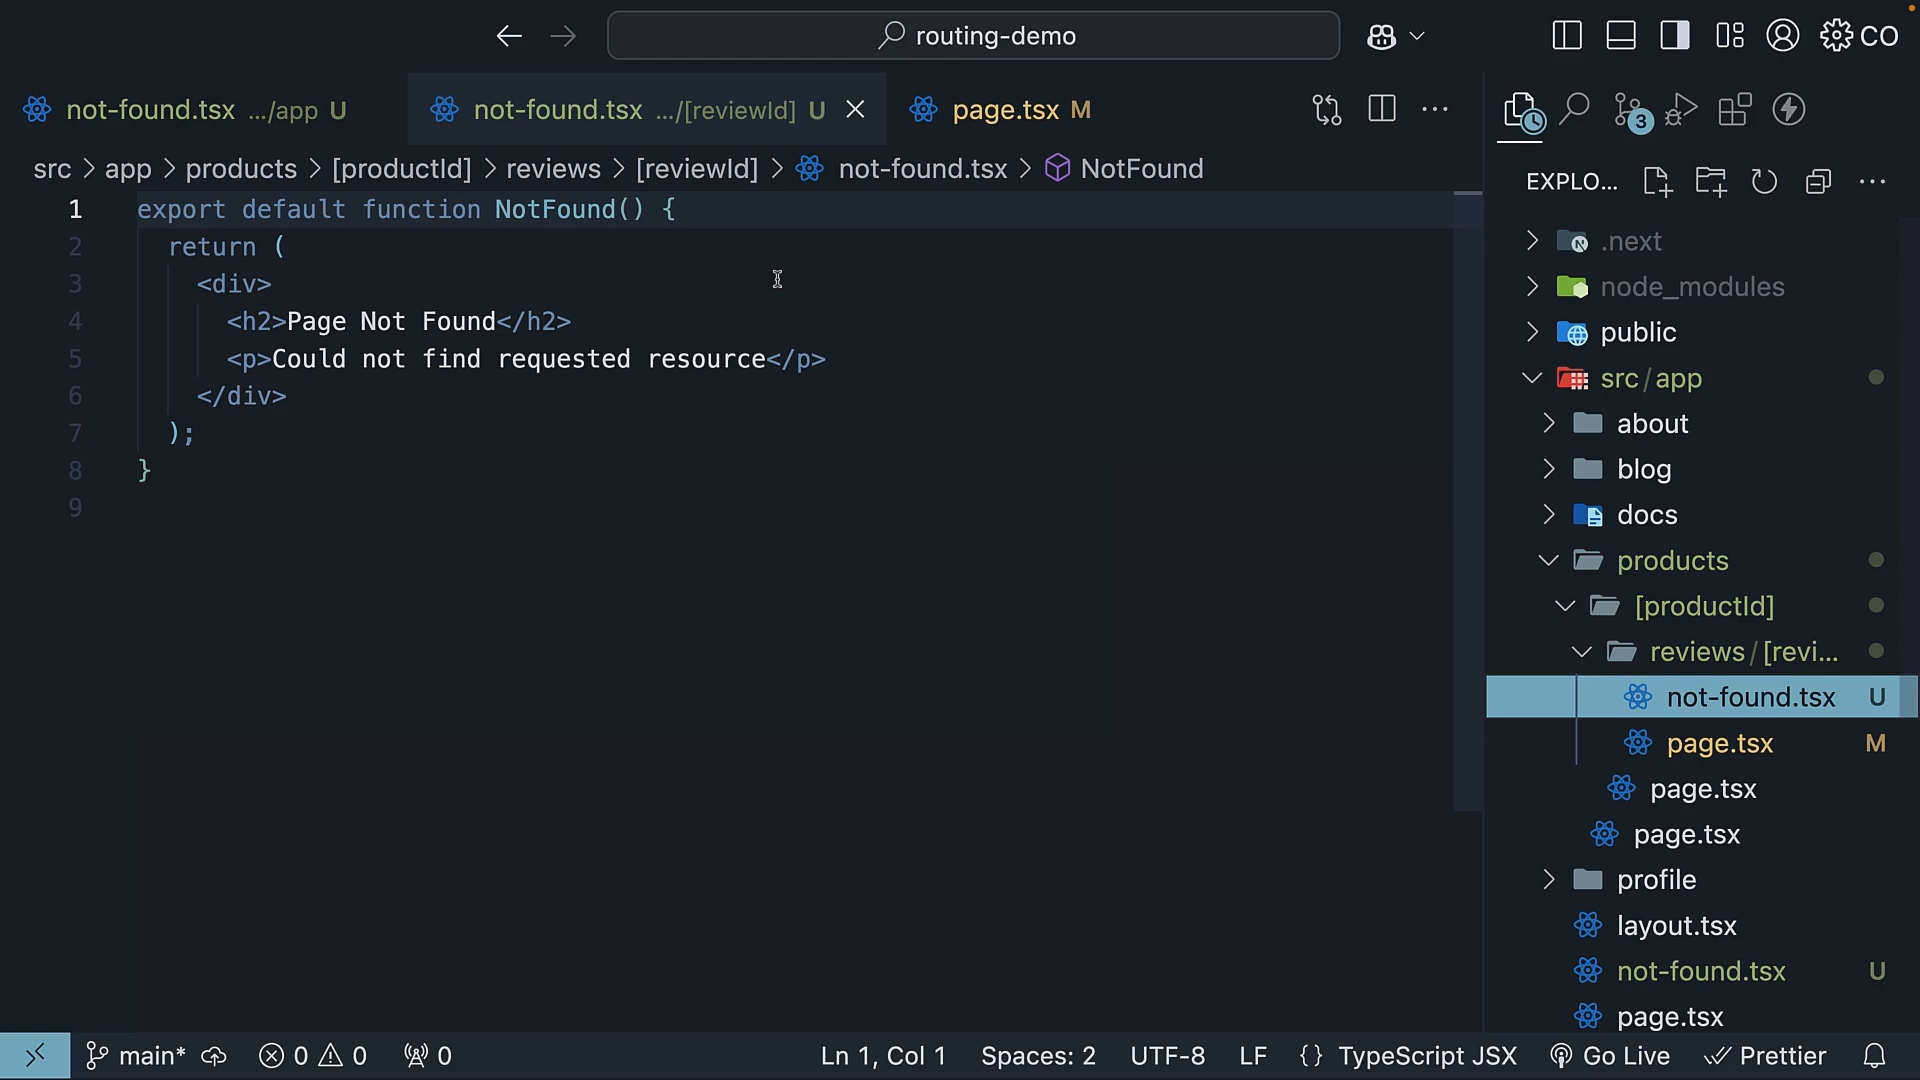 routing-demo
CO
not-found.tsx .../app U
not-found.tsx .../[reviewId] U
page.tsx M
3
src > app > products > [productId] > reviews > [reviewId] > not-found.tsx > NotFound
EXPLO...
1 export default function NotFound() {
2 return (
3 <div>
4 <h2>Page Not Found</h2>
5 <p>Could not find requested resource</p>
6 </div>
7 );
8 }
9
.next
node_modules
public
src/app
about
blog
docs
products
[productId]
reviews/[revi...
not-found.tsx U
page.tsx M
page.tsx
page.tsx
profile
layout.tsx
not-found.tsx U
page.tsx
main* 0 0 0 Ln 1, Col 1 Spaces: 2 UTF-8 LF {} TypeScript JSX Go Live Prettier